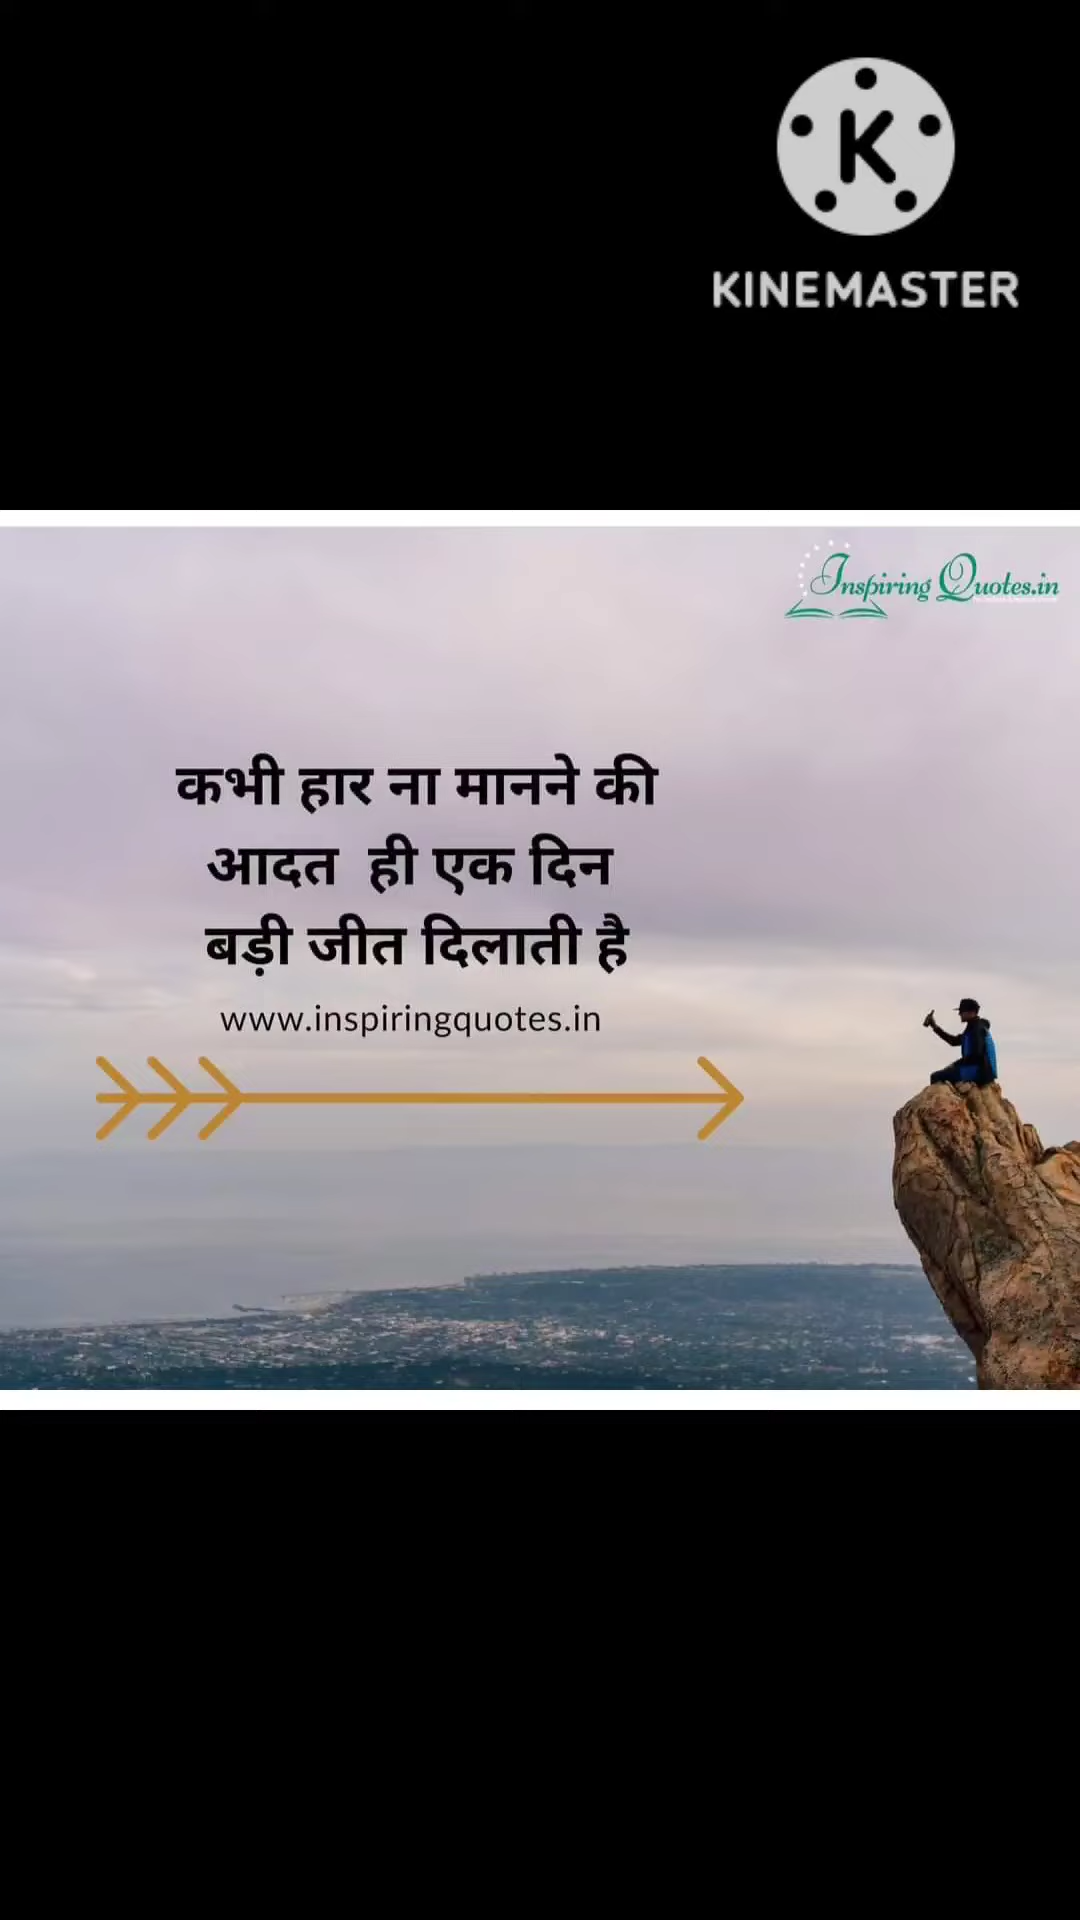 K
KINEMASTER
Inspiring Quotes.in
कभी हार ना मानने की
आदत ही एक दिन
बड़ी जीत दिलाती है
www.inspiringquotes.in